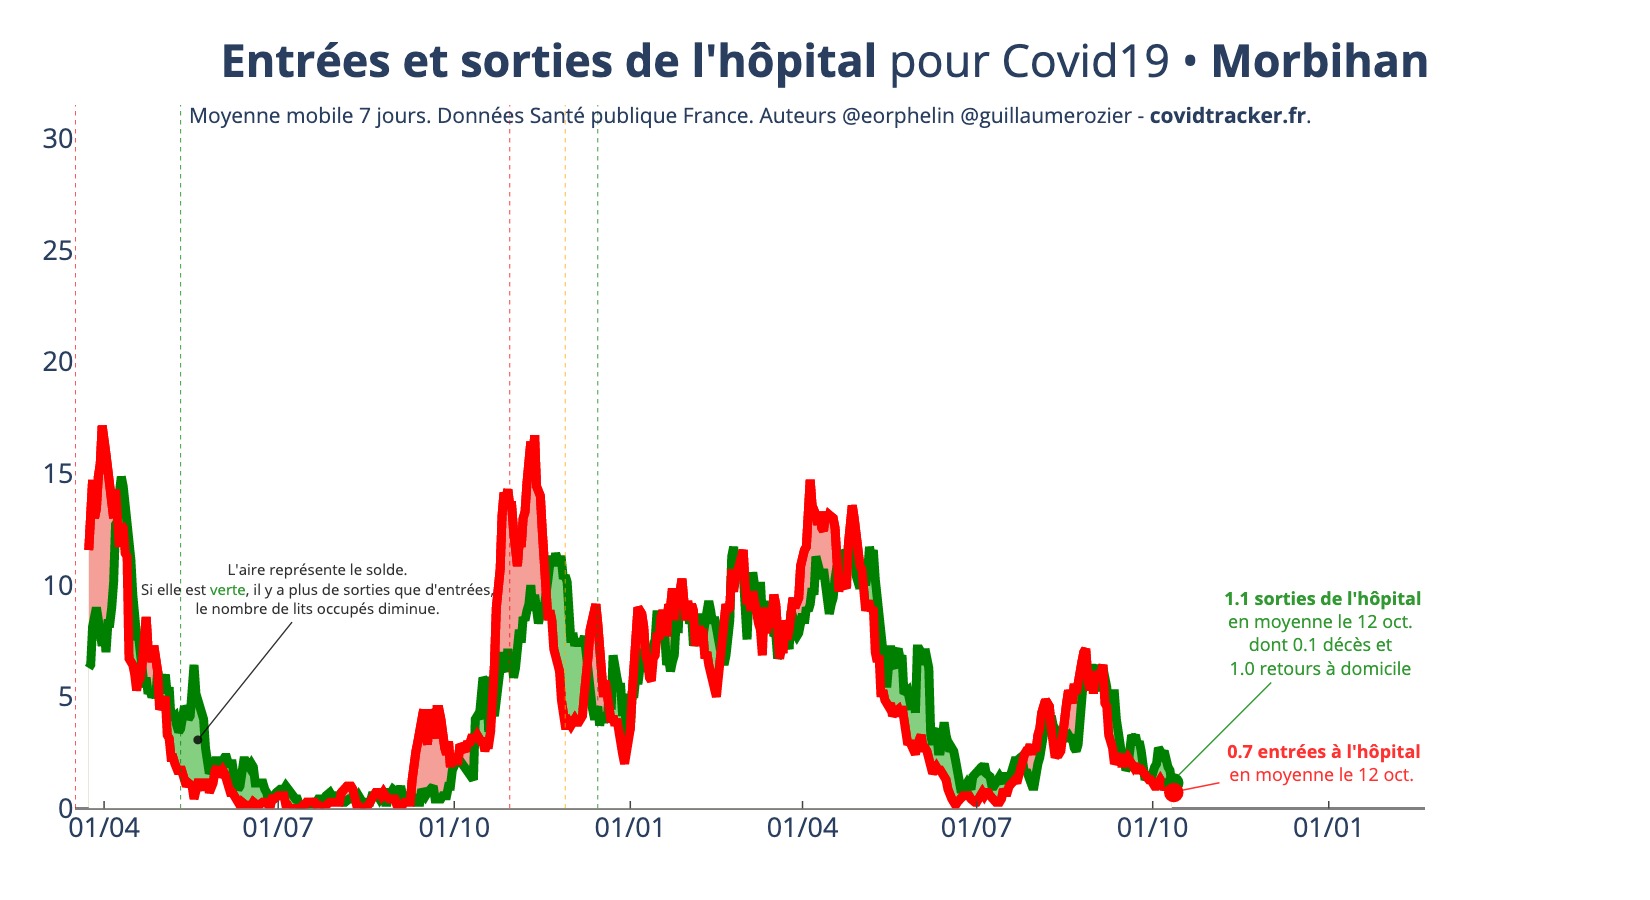 Entrées et sorties de l'hôpital pour Covid19 • Morbihan
Moyenne mobile 7 jours. Données Santé publique France. Auteurs @eorphelin @guillaumerozier - covidtracker.fr.
30
25
20
15
10
5
0
L'aire représente le solde.
Si elle est verte, il y a plus de sorties que d'entrées,
le nombre de lits occupés diminue.
1.1 sorties de l'hôpital
en moyenne le 12 oct.
dont 0.1 décès et
1.0 retours à domicile
0.7 entrées à l'hôpital
en moyenne le 12 oct.
01/04 01/07 01/10 01/01 01/04 01/07 01/10 01/01